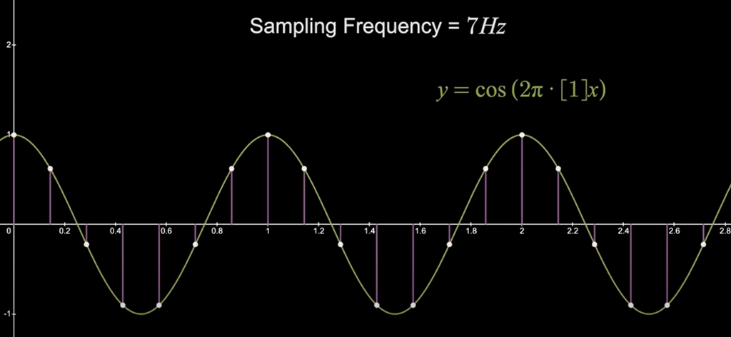 Sampling Frequency = 7Hz
2
y = cos (2π · [1]x)
1
0 0.2 0.4 0.6 0.8 1 1.2 1.4 1.6 1.8 2 2.2 2.4 2.6 2.8
-1